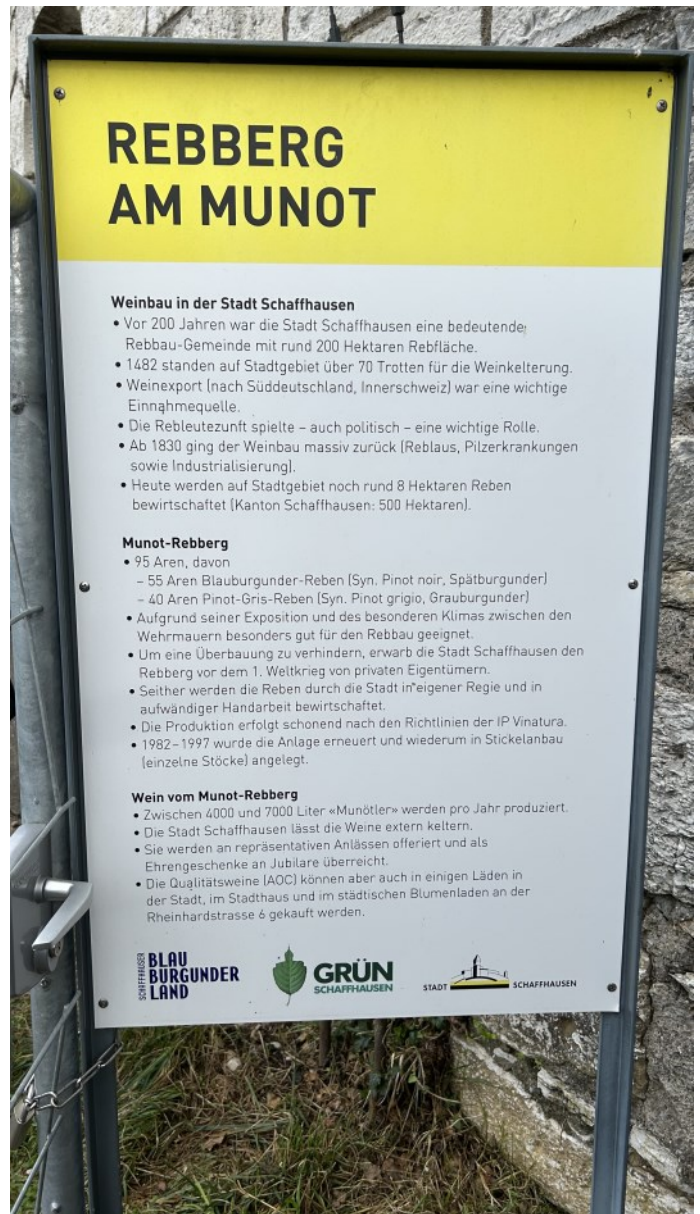 REBBERG
AM MUNOT
Weinbau in der Stadt Schaffhausen
• Vor 200 Jahren war die Stadt Schaffhausen eine bedeutende
Rebbau-Gemeinde mit rund 200 Hektaren Rebfläche.
• 1482 standen auf Stadtgebiet über 70 Trotten für die Weinkelterung.
• Weinexport (nach Süddeutschland, Innerschweiz) war eine wichtige
Einnahmequelle.
• Die Rebleutezunft spielte – auch politisch – eine wichtige Rolle.
• Ab 1830 ging der Weinbau massiv zurück (Reblaus, Pilzerkrankungen
sowie Industrialisierung).
• Heute werden auf Stadtgebiet noch rund 8 Hektaren Reben
bewirtschaftet (Kanton Schaffhausen: 500 Hektaren).
Munot-Rebberg
• 95 Aren, davon
– 55 Aren Blauburgunder-Reben (Syn. Pinot noir, Spätburgunder)
– 40 Aren Pinot-Gris-Reben (Syn. Pinot grigio, Grauburgunder)
• Aufgrund seiner Exposition und des besonderen Klimas zwischen den
Wehrmauern besonders gut für den Rebbau geeignet.
• Um eine Überbauung zu verhindern, erwarb die Stadt Schaffhausen den
Rebberg vor dem 1. Weltkrieg von privaten Eigentümern.
• Seither werden die Reben durch die Stadt in eigener Regie und in
aufwändiger Handarbeit bewirtschaftet.
• Die Produktion erfolgt schonend nach den Richtlinien der IP Vinatura.
• 1982–1997 wurde die Anlage erneuert und wiederum in Stickelanbau
(einzelne Stöcke) angelegt.
Wein vom Munot-Rebberg
• Zwischen 4000 und 7000 Liter «Munötler» werden pro Jahr produziert.
• Die Stadt Schaffhausen lässt die Weine extern keltern.
• Sie werden an repräsentativen Anlässen offeriert und als
Ehrengeschenke an Jubilare überreicht.
• Die Qualitätsweine (AOC) können aber auch in einigen Läden in
der Stadt, im Stadthaus und im städtischen Blumenladen an der
Rheinhardstrasse 6 gekauft werden.
SCHAFFHAUSER
BLAU
BURGUNDER
LAND
GRÜN
SCHAFFHAUSEN
STADT SCHAFFHAUSEN